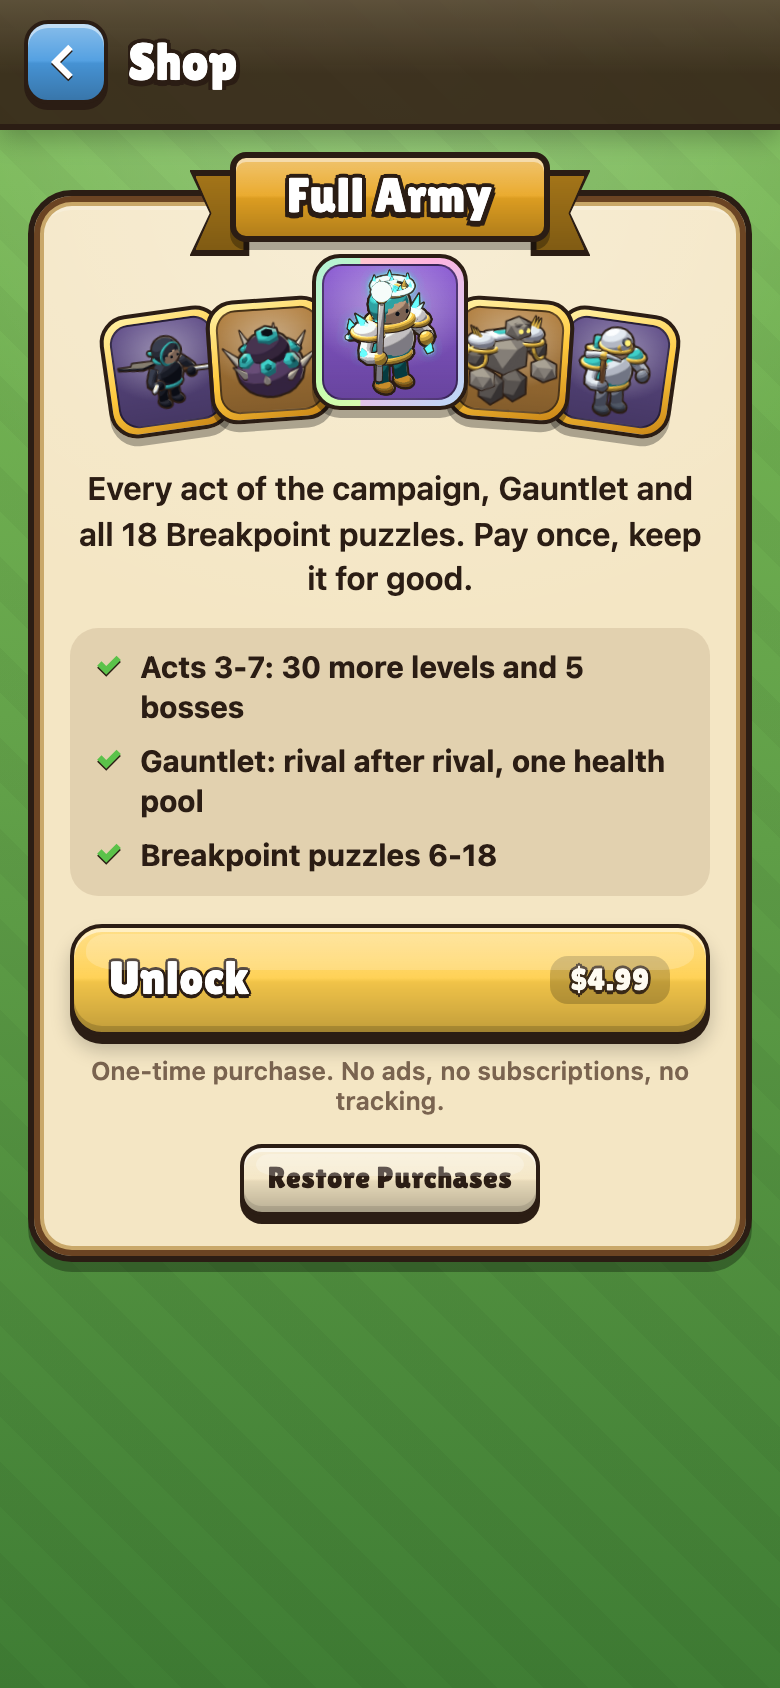 Shop
Full Army
Every act of the campaign, Gauntlet and
all 18 Breakpoint puzzles. Pay once, keep
it for good.
Acts 3-7: 30 more levels and 5
bosses
Gauntlet: rival after rival, one health
pool
Breakpoint puzzles 6-18
Unlock $4.99
One-time purchase. No ads, no subscriptions, no
tracking.
Restore Purchases